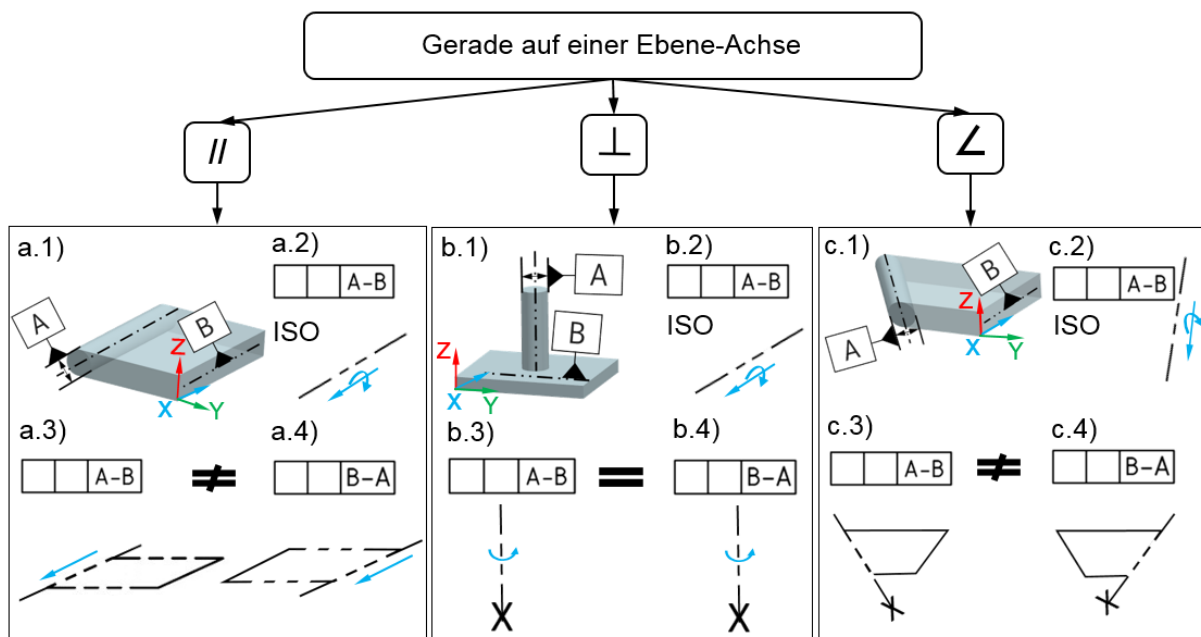 Gerade auf einer Ebene-Achse
// ⊥ ∠
a.1) a.2)
A-B
A B
ISO
Z
X Y
a.3) a.4)
A-B ≠ B-A
b.1) b.2)
A
A-B
B
ISO
Z
X Y
b.3) b.4)
A-B = B-A
X X
c.1) c.2)
B
A-B
Z
ISO
A
X Y
c.3) c.4)
A-B ≠ B-A
X X